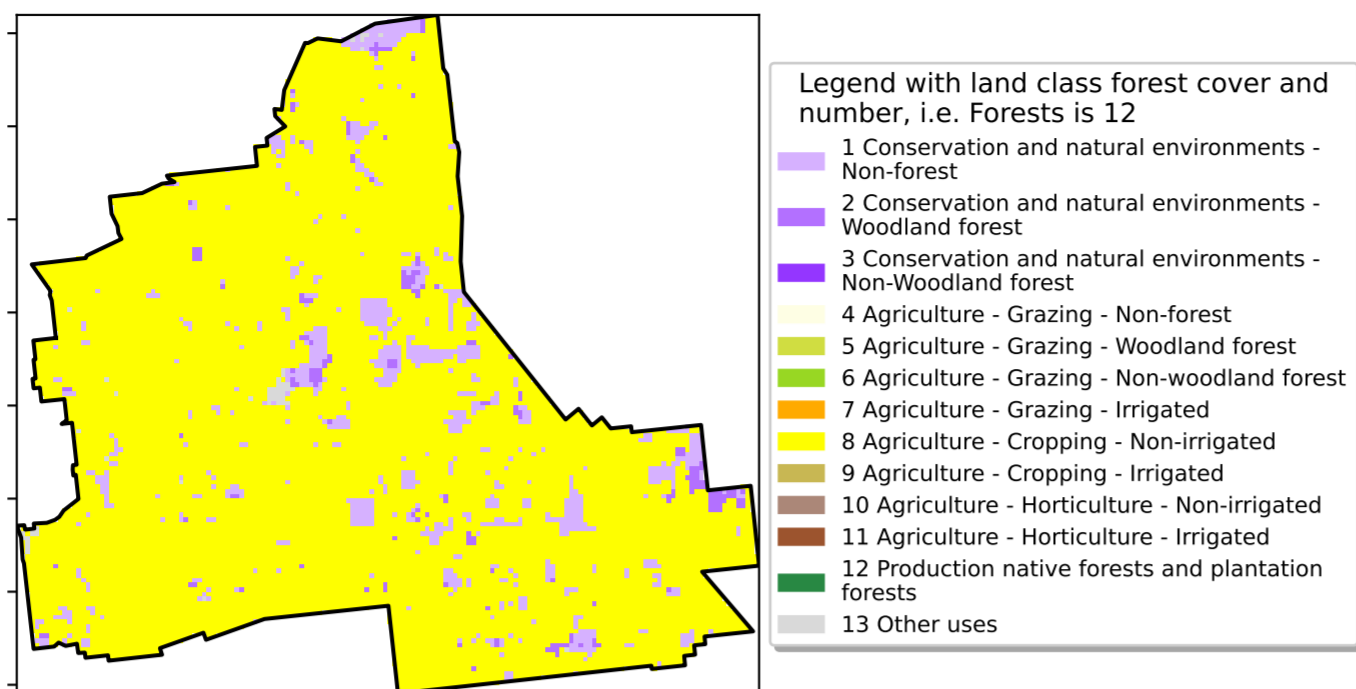 Legend with land class forest cover and
number, i.e. Forests is 12
1 Conservation and natural environments -
Non-forest
2 Conservation and natural environments -
Woodland forest
3 Conservation and natural environments -
Non-Woodland forest
4 Agriculture - Grazing - Non-forest
5 Agriculture - Grazing - Woodland forest
6 Agriculture - Grazing - Non-woodland forest
7 Agriculture - Grazing - Irrigated
8 Agriculture - Cropping - Non-irrigated
9 Agriculture - Cropping - Irrigated
10 Agriculture - Horticulture - Non-irrigated
11 Agriculture - Horticulture - Irrigated
12 Production native forests and plantation
forests
13 Other uses